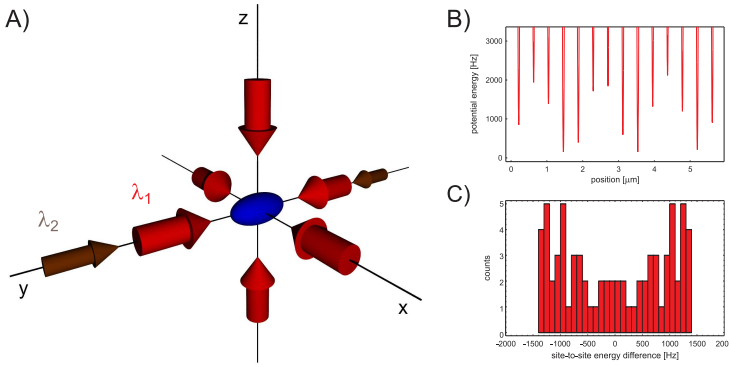 A)
z
λ1
λ2
y
x
B)
potential energy [Hz]
3000
2000
1000
0
0 1 2 3 4 5
position [μm]
C)
counts
5
4
3
2
1
0
-2000 -1500 -1000 -500 0 500 1000 1500 200
site-to-site energy difference [Hz]